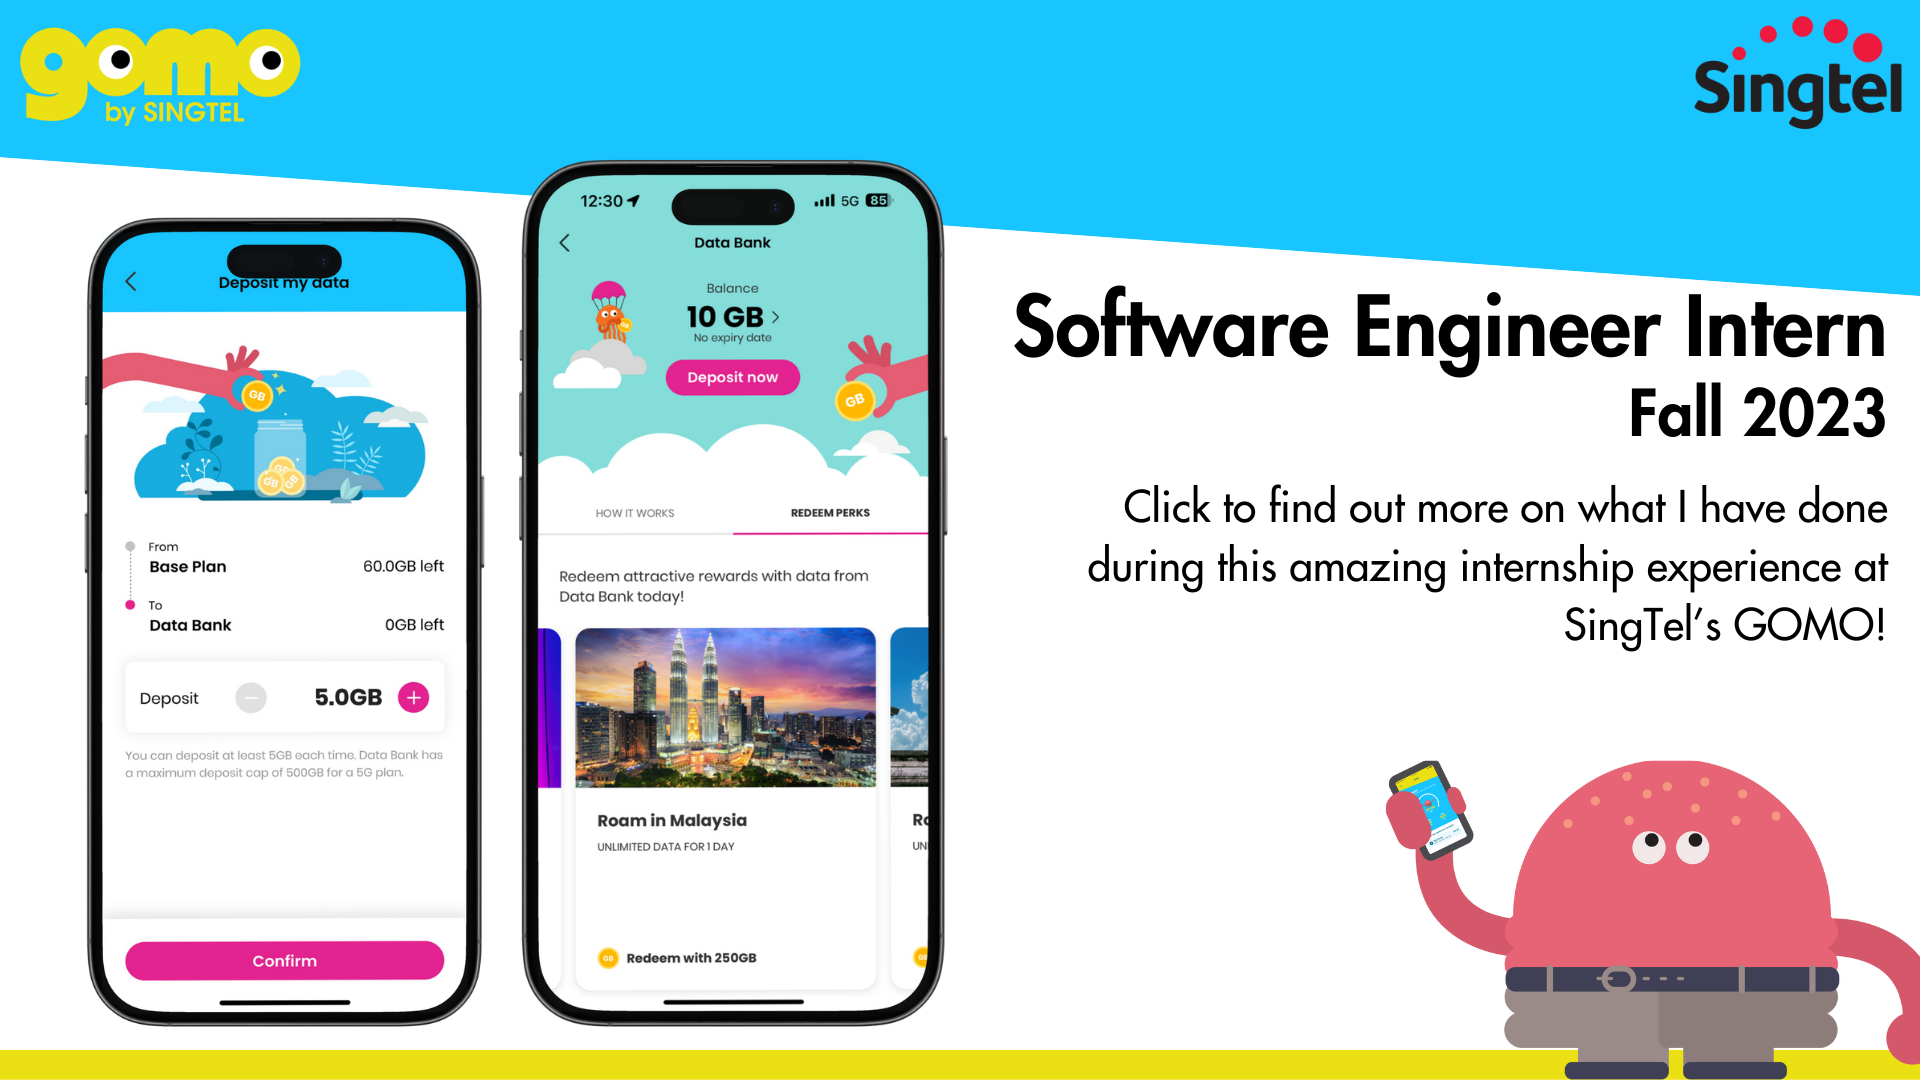 gomo
by SINGTEL
Singtel
Deposit my data
From
Base Plan 60.0GB left
To
Data Bank 0GB left
Deposit 5.0GB
You can deposit at least 5GB each time. Data Bank has
a maximum deposit cap of 500GB for a 5G plan.
Confirm
12:30 5G 85
Data Bank
Balance
10 GB
No expiry date
Deposit now
GB
HOW IT WORKS REDEEM PERKS
Redeem attractive rewards with data from
Data Bank today!
Roam in Malaysia
UNLIMITED DATA FOR 1 DAY
GB Redeem with 250GB
Ro
UN
GB
GB
GB
GB
Software Engineer Intern
Fall 2023
Click to find out more on what I have done
during this amazing internship experience at
SingTel's GOMO!